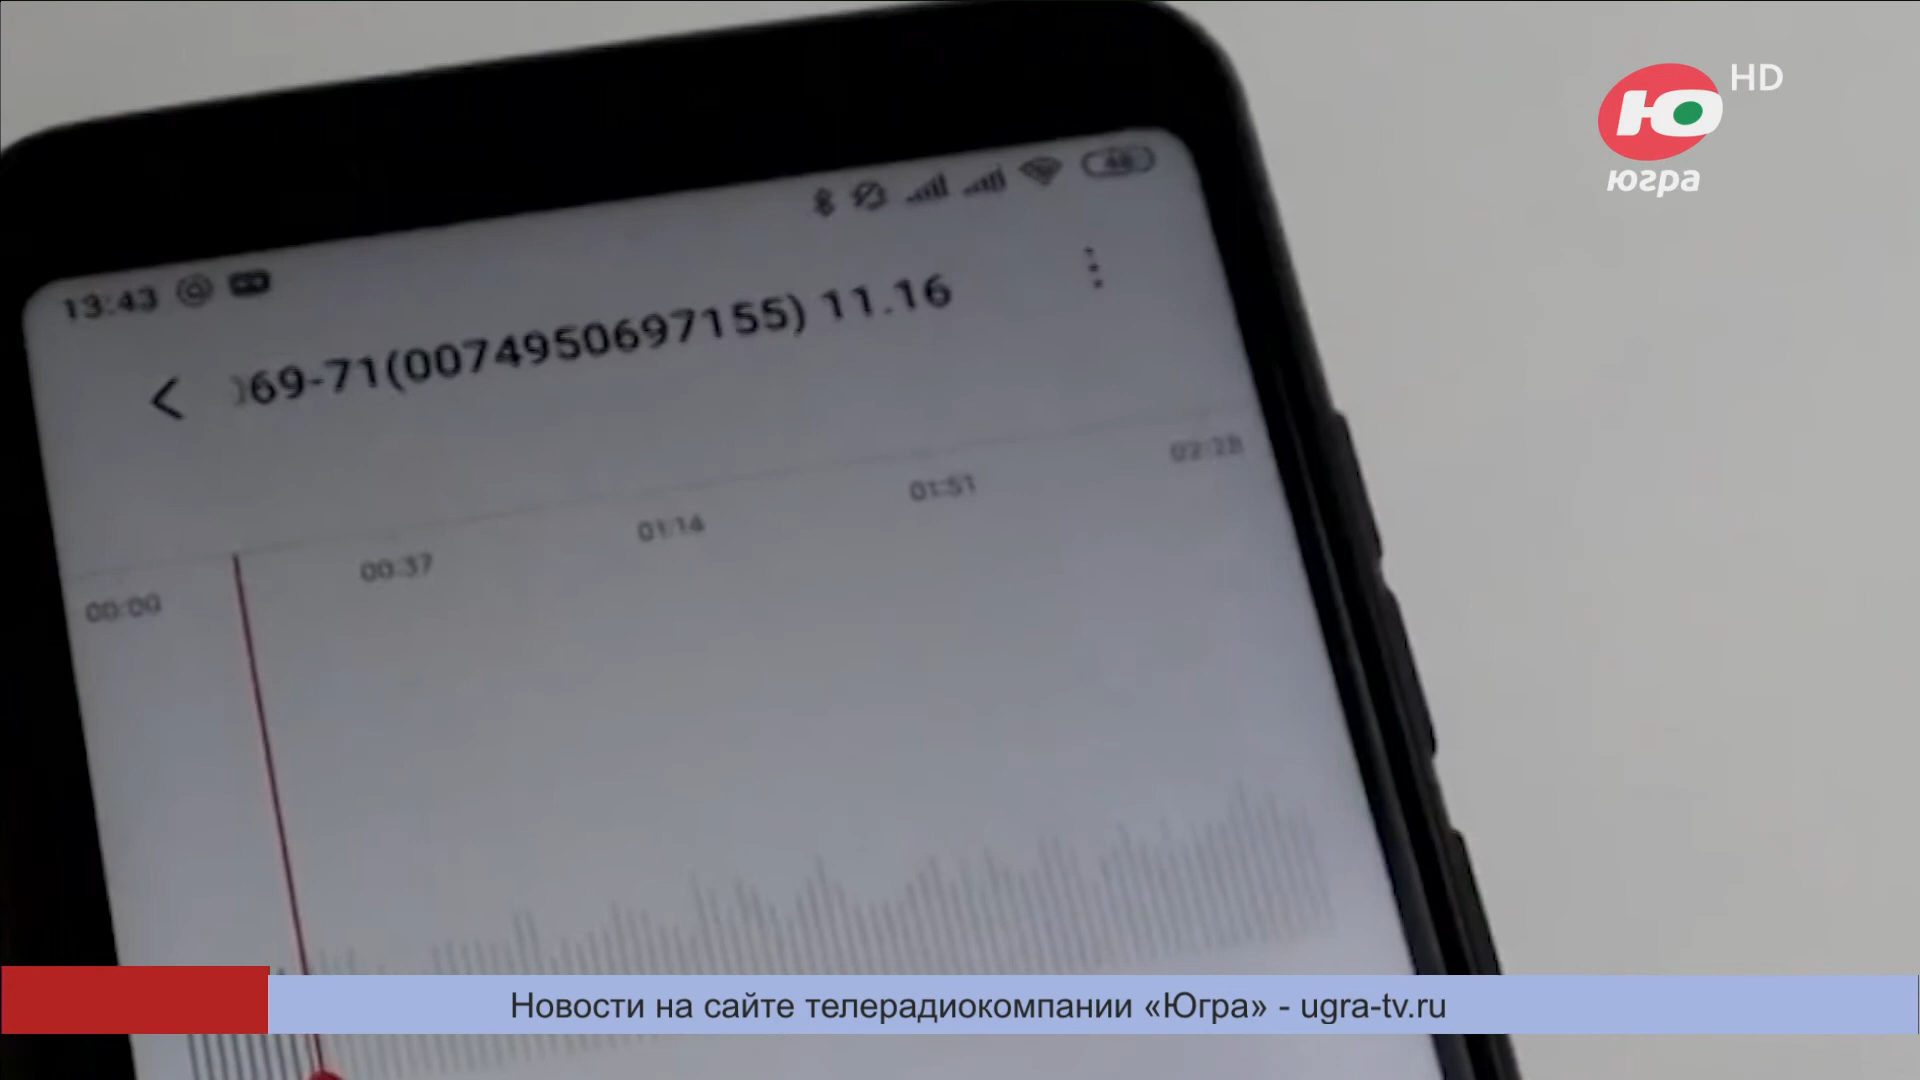 HD
Ю
югра
13:43
48
69-71(0074950697155) 11.16
00:00
00:37
01:14
01:51
02:28
Новости на сайте телерадиокомпании «Югра» - ugra-tv.ru